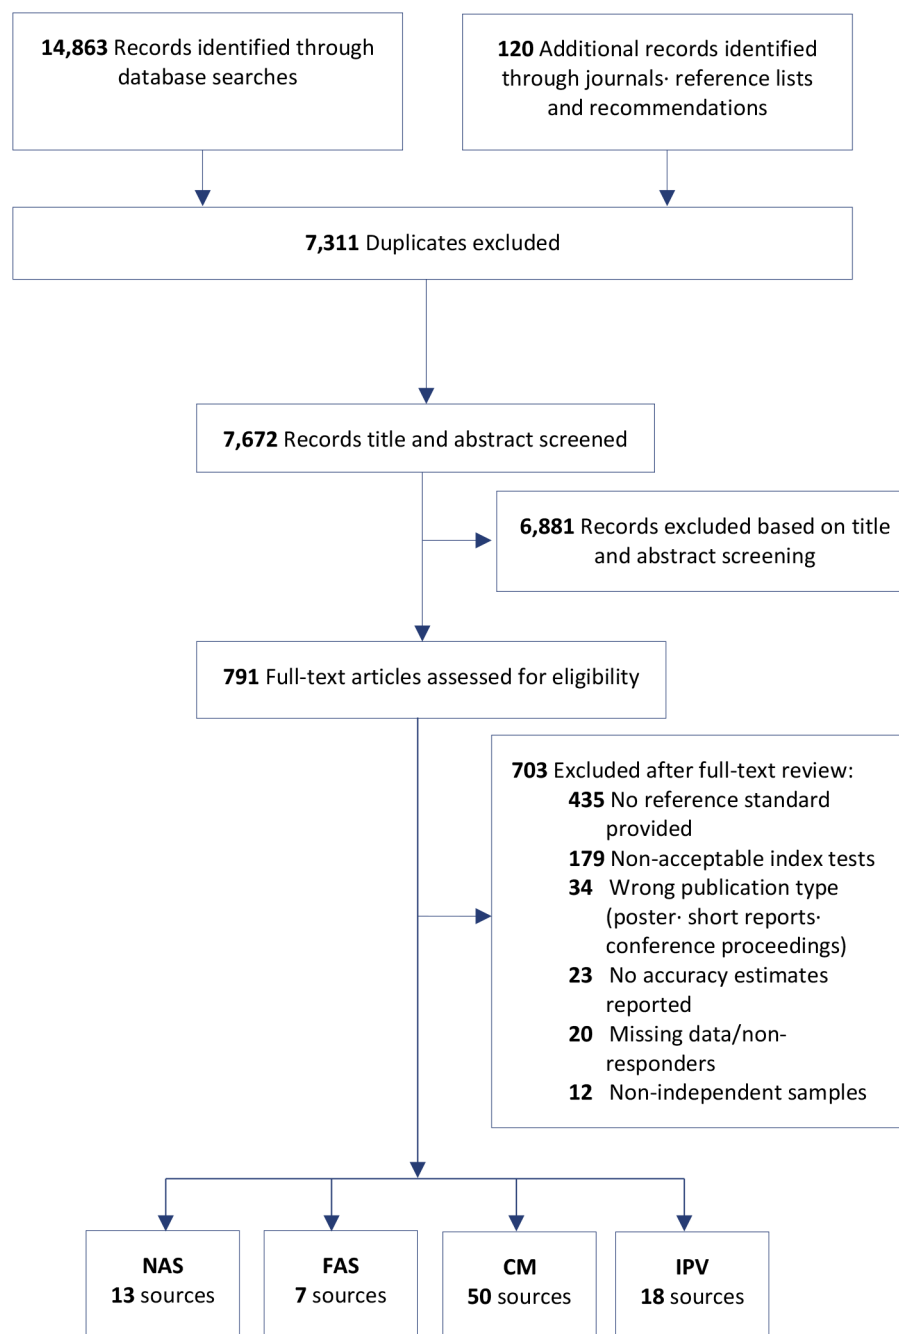 14,863 Records identified through
database searches
120 Additional records identified
through journals· reference lists
and recommendations
7,311 Duplicates excluded
7,672 Records title and abstract screened
6,881 Records excluded based on title
and abstract screening
791 Full-text articles assessed for eligibility
703 Excluded after full-text review:
435 No reference standard
provided
179 Non-acceptable index tests
34 Wrong publication type
(poster· short reports·
conference proceedings)
23 No accuracy estimates
reported
20 Missing data/non-
responders
12 Non-independent samples
NAS
13 sources
FAS
7 sources
CM
50 sources
IPV
18 sources